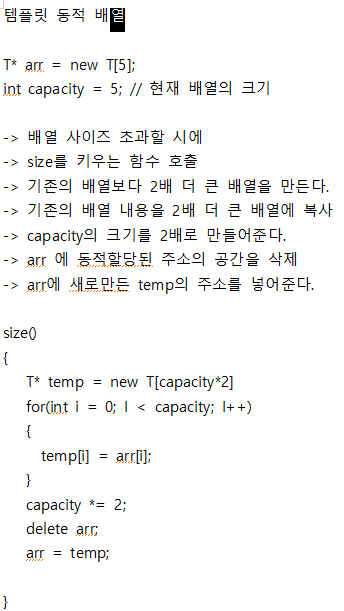 템플릿 동적 배열
T* arr = new T[5];
int capacity = 5; // 현재 배열의 크기
-> 배열 사이즈 초과할 시에
-> size를 키우는 함수 호출
-> 기존의 배열보다 2배 더 큰 배열을 만든다.
-> 기존의 배열 내용을 2배 더 큰 배열에 복사
-> capacity의 크기를 2배로 만들어준다.
-> arr 에 동적할당된 주소의 공간을 삭제
-> arr에 새로만든 temp의 주소를 넣어준다.
size()
{
T* temp = new T[capacity*2]
for(int i = 0; I < capacity; I++)
{
temp[i] = arr[i];
}
capacity *= 2;
delete arr;
arr = temp;
}